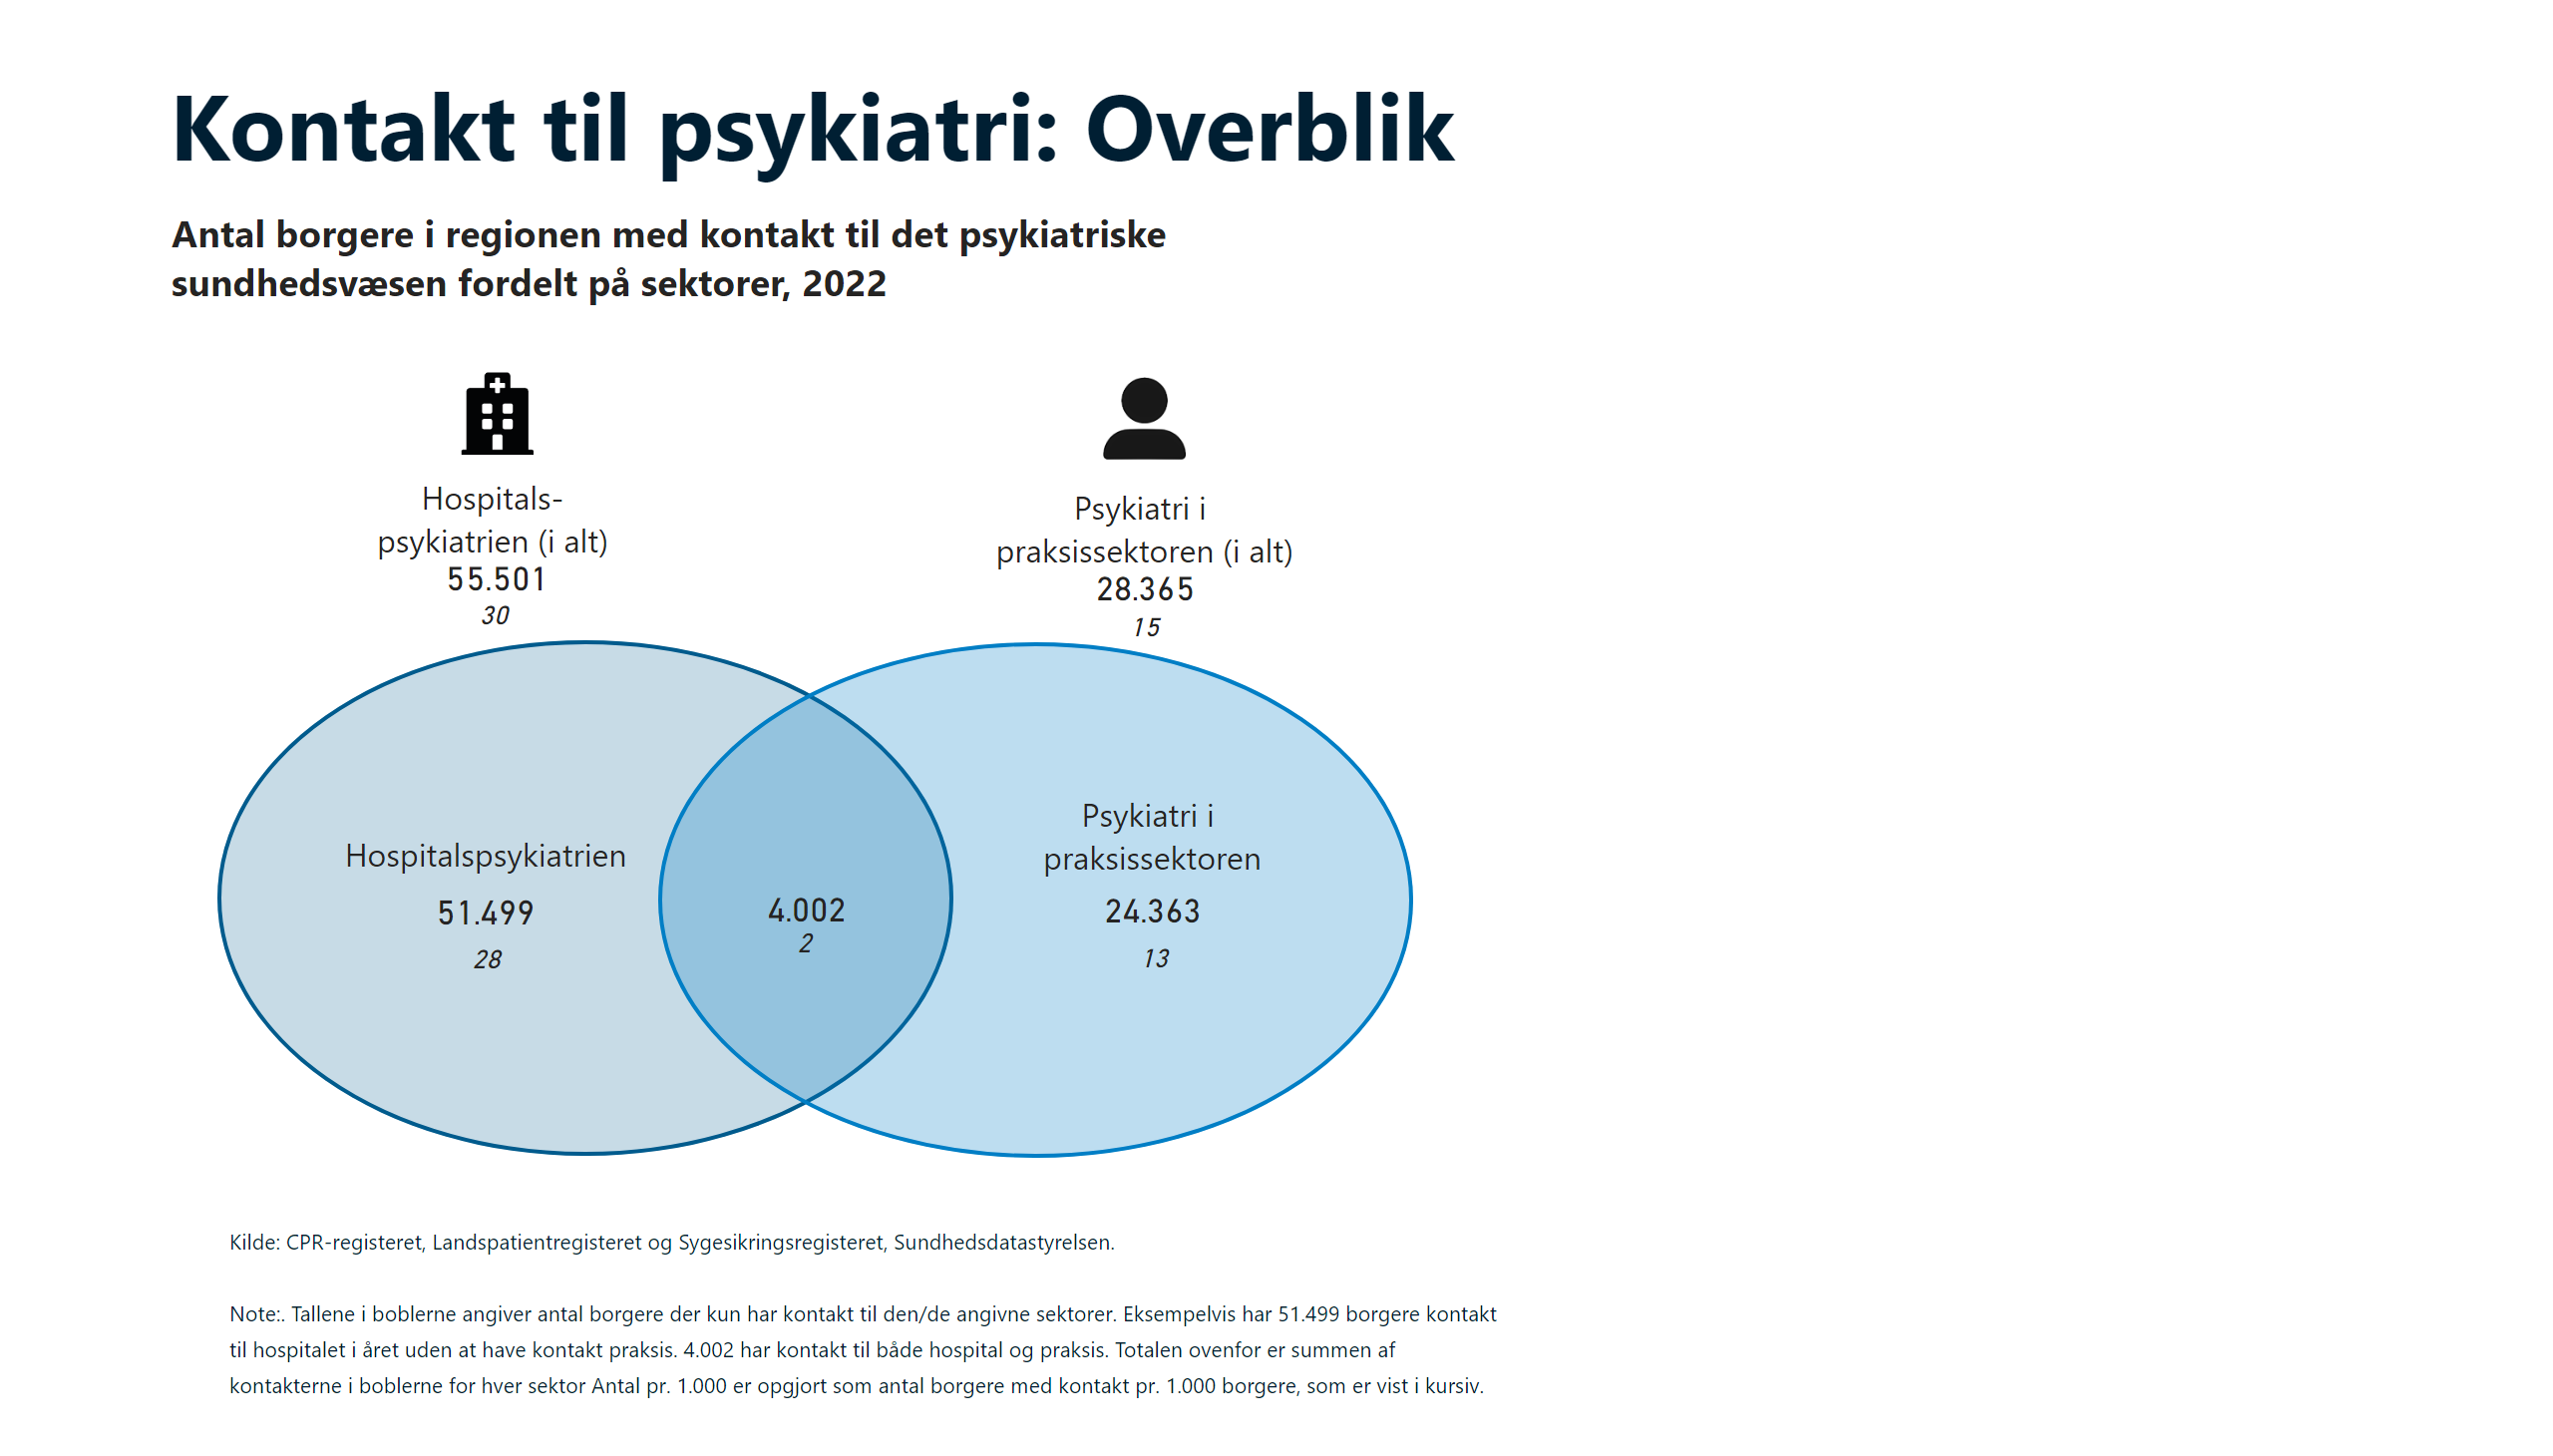 Kontakt til psykiatri: Overblik
Antal borgere i regionen med kontakt til det psykiatriske
sundhedsvæsen fordelt på sektorer, 2022
Hospitals-
psykiatrien (i alt)
55.501
30
Psykiatri i
praksissektoren (i alt)
28.365
15
Hospitalspsykiatrien
51.499
28
4.002
2
Psykiatri i
praksissektoren
24.363
13
Kilde: CPR-registeret, Landspatientregisteret og Sygesikringsregisteret, Sundhedsdatastyrelsen.
Note:. Tallene i boblerne angiver antal borgere der kun har kontakt til den/de angivne sektorer. Eksempelvis har 51.499 borgere kontakt
til hospitalet i året uden at have kontakt praksis. 4.002 har kontakt til både hospital og praksis. Totalen ovenfor er summen af
kontakterne i boblerne for hver sektor Antal pr. 1.000 er opgjort som antal borgere med kontakt pr. 1.000 borgere, som er vist i kursiv.